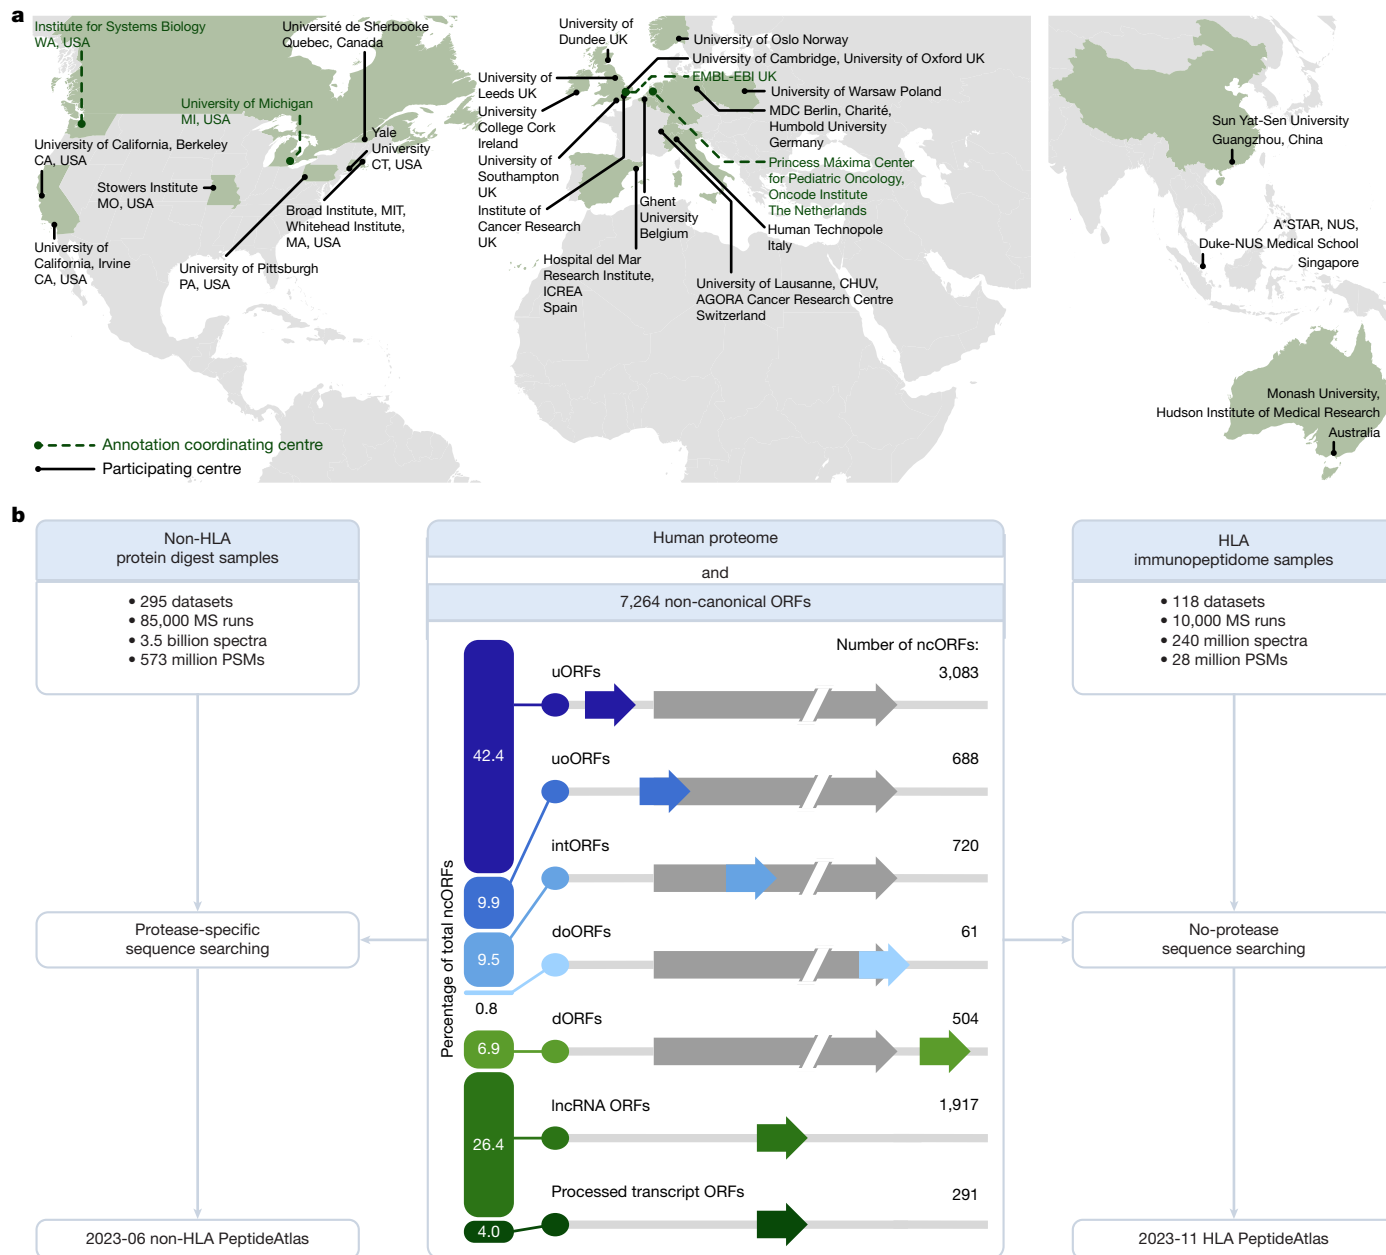 a
Institute for Systems Biology
WA, USA
Université de Sherbooke
Quebec, Canada
University of Michigan
MI, USA
University of California, Berkeley
CA, USA
Yale
University
CT, USA
Stowers Institute
MO, USA
Broad Institute, MIT,
Whitehead Institute,
MA, USA
University of
California, Irvine
CA, USA
University of Pittsburgh
PA, USA
University of
Dundee UK
University of Oslo Norway
University of Cambridge, University of Oxford UK
EMBL-EBI UK
University of
Leeds UK
University of Warsaw Poland
University
College Cork
Ireland
MDC Berlin, Charité,
Humbold University
Germany
University of
Southampton
UK
Princess Máxima Center
for Pediatric Oncology,
Oncode Institute
The Netherlands
Institute of
Cancer Research
UK
Ghent
University
Belgium
Human Technopole
Italy
Hospital del Mar
Research Institute,
ICREA
Spain
University of Lausanne, CHUV,
AGORA Cancer Research Centre
Switzerland
Sun Yat-Sen University
Guangzhou, China
A*STAR, NUS,
Duke-NUS Medical School
Singapore
Monash University,
Hudson Institute of Medical Research
Australia
Annotation coordinating centre
Participating centre
b
Non-HLA
protein digest samples
• 295 datasets
• 85,000 MS runs
• 3.5 billion spectra
• 573 million PSMs
Protease-specific
sequence searching
2023-06 non-HLA PeptideAtlas
Human proteome
and
7,264 non-canonical ORFs
Number of ncORFs:
Percentage of total ncORFs
42.4
9.9
9.5
0.8
6.9
26.4
4.0
uORFs
3,083
uoORFs
688
intORFs
720
doORFs
61
dORFs
504
lncRNA ORFs
1,917
Processed transcript ORFs
291
HLA
immunopeptidome samples
• 118 datasets
• 10,000 MS runs
• 240 million spectra
• 28 million PSMs
No-protease
sequence searching
2023-11 HLA PeptideAtlas